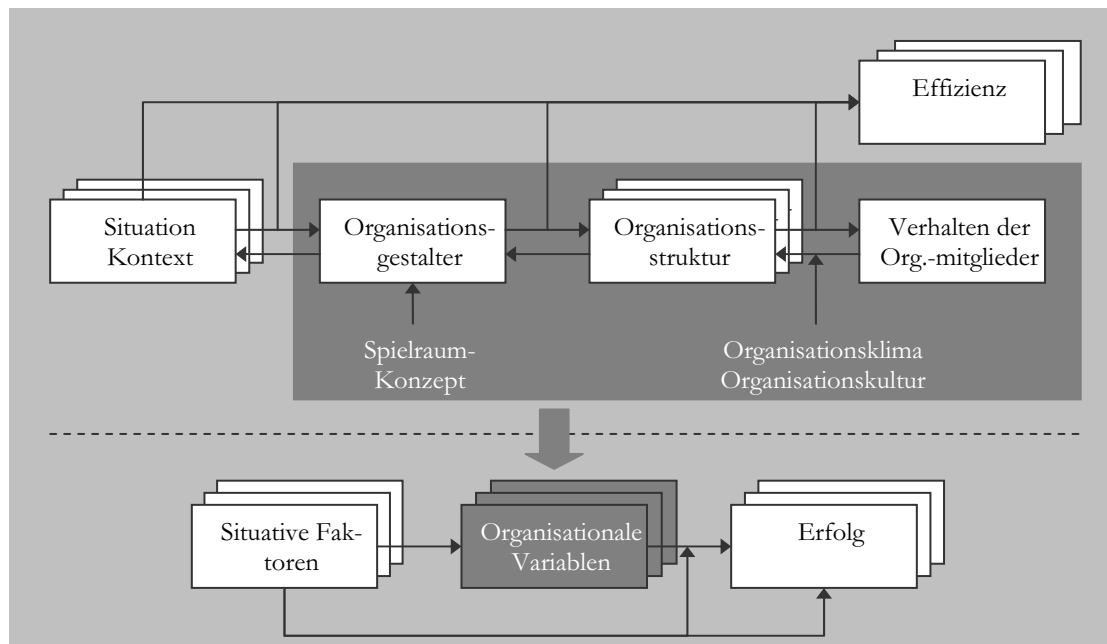 Effizienz
Situation
Kontext
Organisations-
gestalter
Organisations-
struktur
Verhalten der
Org.-mitglieder
Spielraum-
Konzept
Organisationsklima
Organisationskultur
Situative Fak-
toren
Organisationale
Variablen
Erfolg